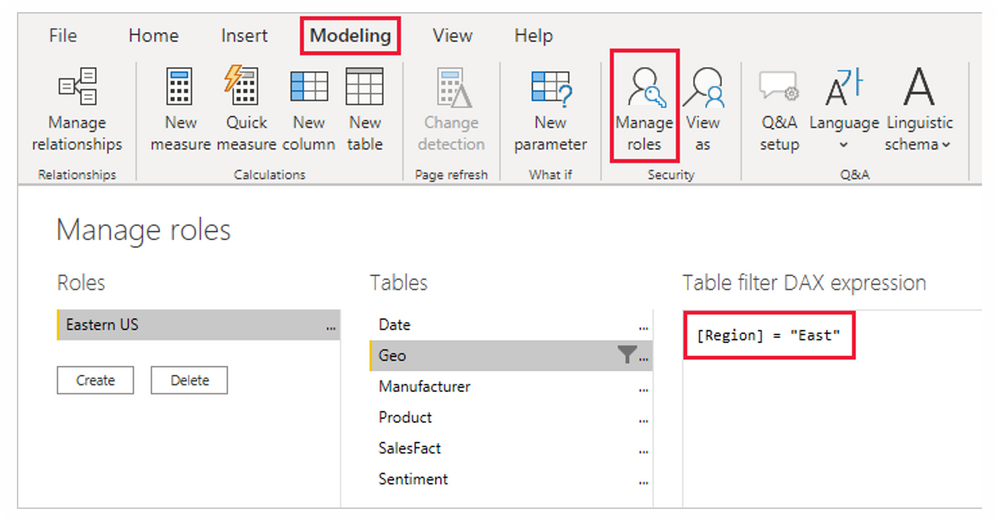 File Home Insert Modeling View Help
Manage relationships
New measure
Quick measure
New column
New table
Change detection
New parameter
Manage roles
View as
Q&A setup
Language
Linguistic schema
Relationships
Calculations
Page refresh
What if
Security
Q&A
Manage roles
Roles
Eastern US ...
Create Delete
Tables
Date ...
Geo ...
Manufacturer ...
Product ...
SalesFact ...
Sentiment ...
Table filter DAX expression
[Region] = "East"